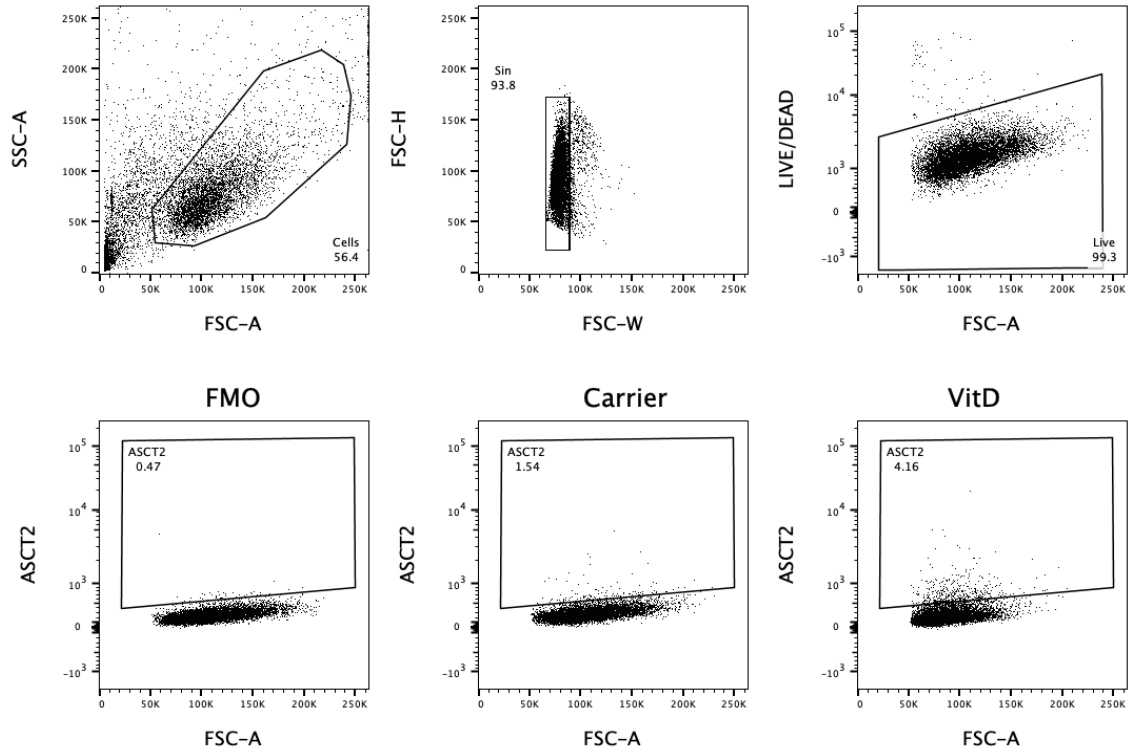 SSC-A
250K
200K
150K
100K
50K
0
Cells
56.4
0 50K 100K 150K 200K 250K
FSC-A
FSC-H
250K
200K
150K
100K
50K
0
Sin
93.8
0 50K 100K 150K 200K 250K
FSC-W
LIVE/DEAD
10^5
10^4
10^3
0
-10^3
Live
99.3
0 50K 100K 150K 200K 250K
FSC-A
FMO
ASCT2
10^5
10^4
10^3
0
-10^3
ASCT2
0.47
0 50K 100K 150K 200K 250K
FSC-A
Carrier
ASCT2
10^5
10^4
10^3
0
-10^3
ASCT2
1.54
0 50K 100K 150K 200K 250K
FSC-A
VitD
ASCT2
10^5
10^4
10^3
0
-10^3
ASCT2
4.16
0 50K 100K 150K 200K 250K
FSC-A